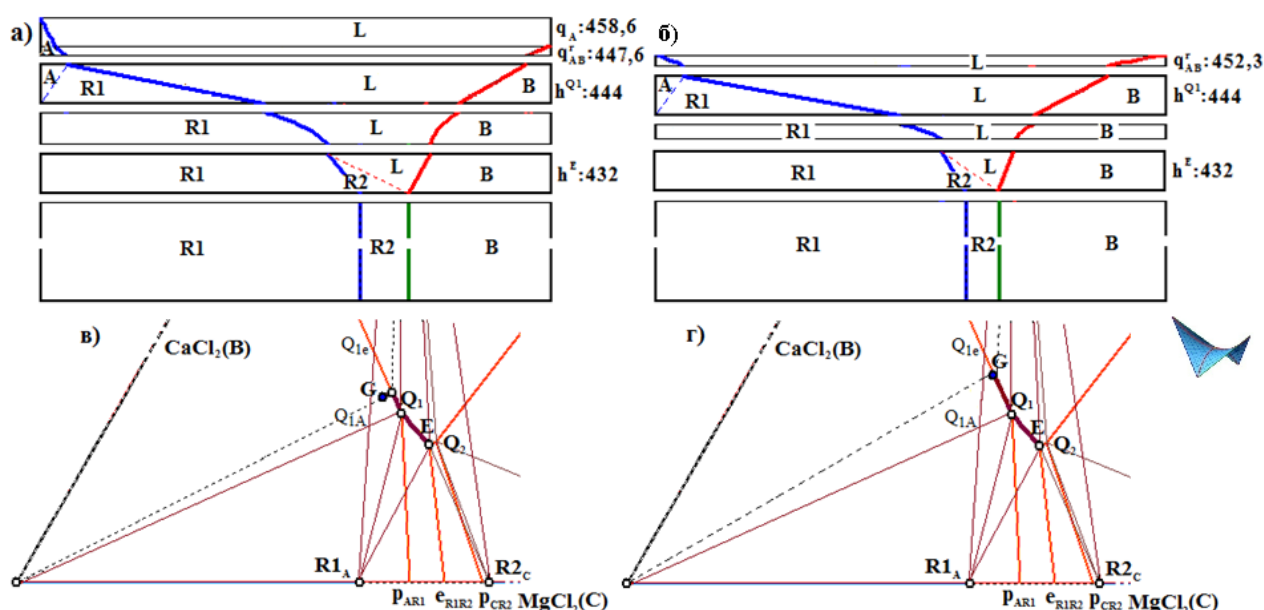 а)
L
A
q_A:458,6
q^r_AB:447,6
A
R1
L
B
h^Q1:444
R1
L
B
R1
R2
L
B
h^E:432
R1
R2
B
б)
L
q^r_AB:452,3
A
R1
L
B
h^Q1:444
R1
L
B
R1
R2
L
B
h^E:432
R1
R2
B
в)
CaCl₂(B)
Q₁e
G
Q₁
Q₁A
E
Q₂
R1_A
R2_C
p_AR1 e_R1R2 p_CR2 MgCl₂(C)
г)
CaCl₂(B)
Q₁e
G
Q₁
Q₁A
E
Q₂
R1_A
R2_C
p_AR1 e_R1R2 p_CR2 MgCl₂(C)